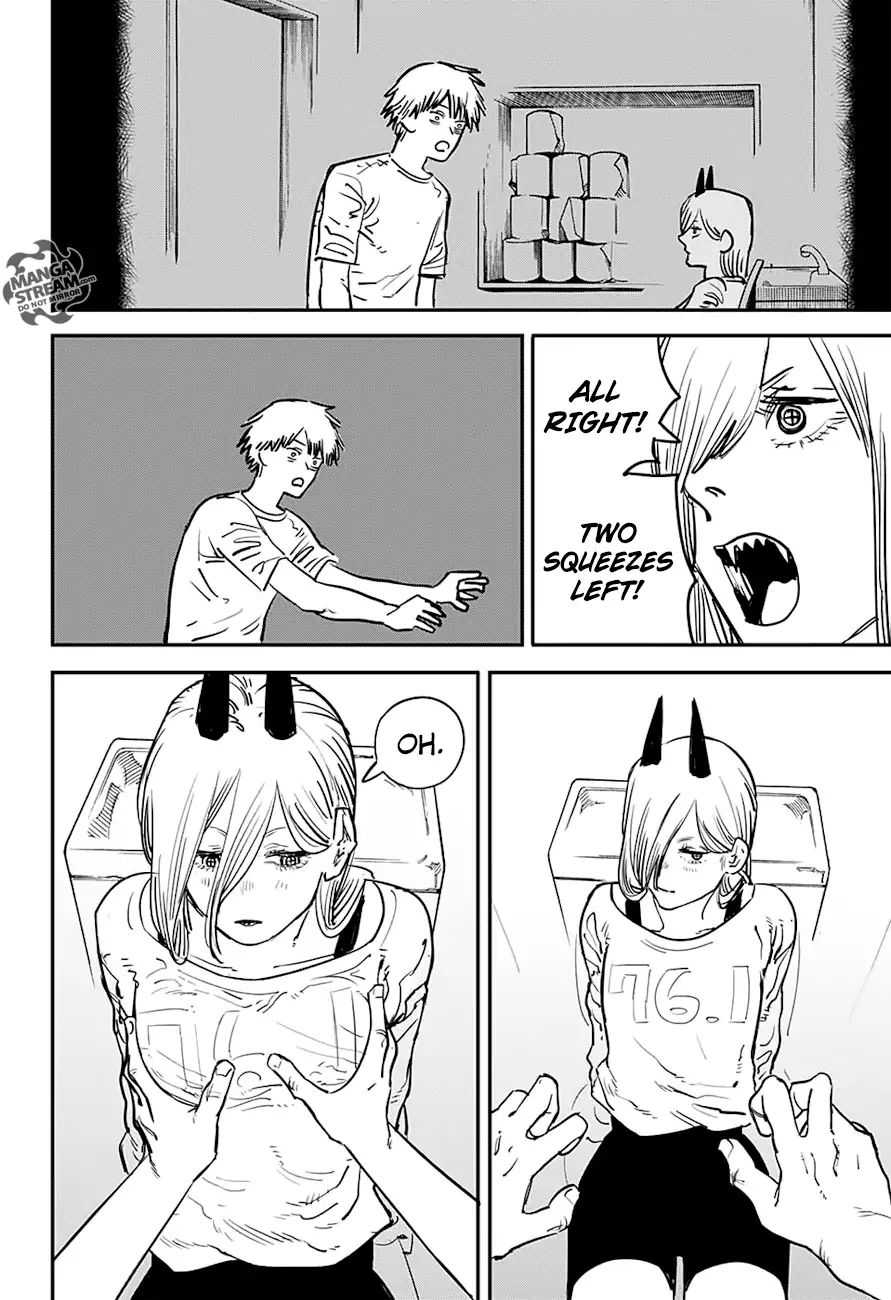 MANGA
STREAM.com
DO NOT MIRROR
ALL
RIGHT!
TWO
SQUEEZES
LEFT!
OH.
76.1